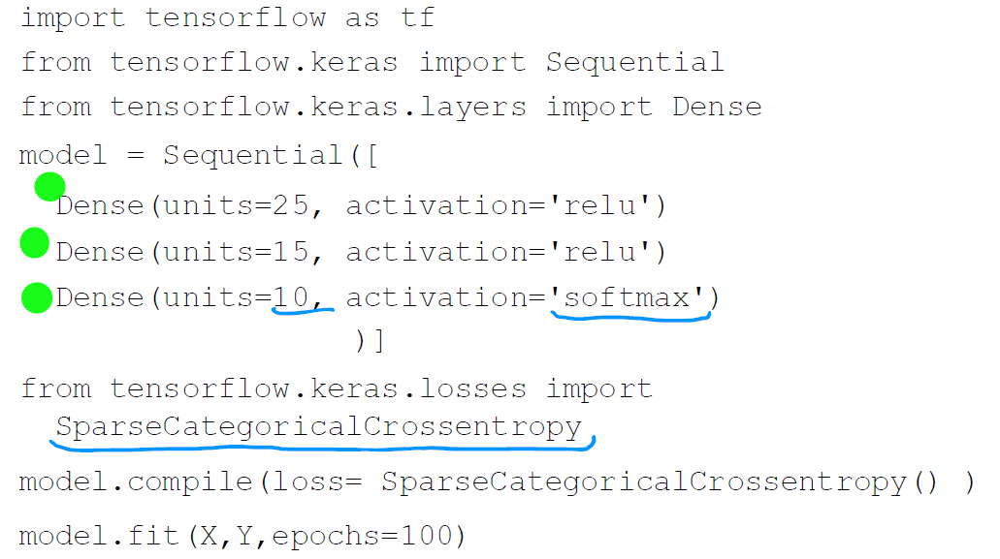 import tensorflow as tf
from tensorflow.keras import Sequential
from tensorflow.keras.layers import Dense
model = Sequential([
Dense(units=25, activation='relu')
Dense(units=15, activation='relu')
Dense(units=10, activation='softmax')
)]
from tensorflow.keras.losses import
SparseCategoricalCrossentropy
model.compile(loss= SparseCategoricalCrossentropy() )
model.fit(X,Y,epochs=100)